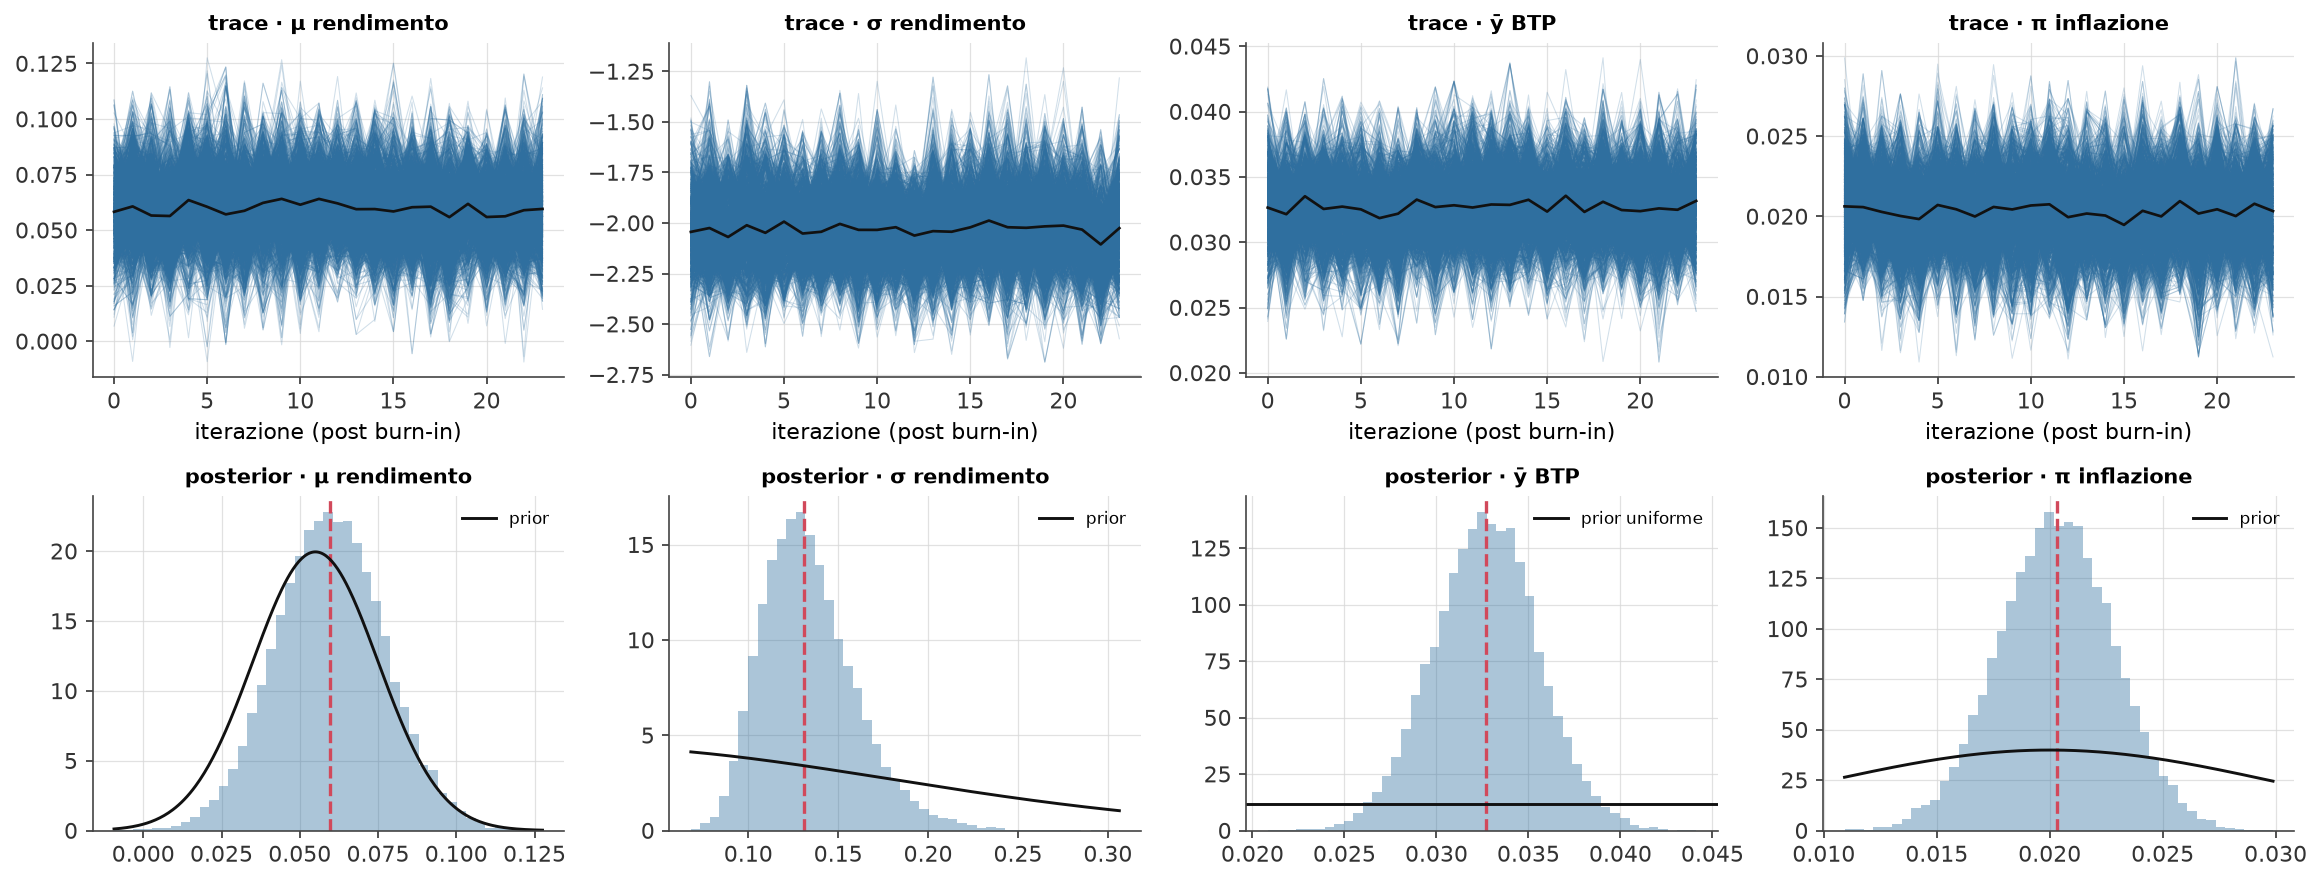 trace · μ rendimento
trace · σ rendimento
trace · ȳ BTP
trace · π inflazione
0.125
0.100
0.075
0.050
0.025
0.000
0 5 10 15 20
iterazione (post burn-in)
−1.25
−1.50
−1.75
−2.00
−2.25
−2.50
−2.75
0 5 10 15 20
iterazione (post burn-in)
0.045
0.040
0.035
0.030
0.025
0.020
0 5 10 15 20
iterazione (post burn-in)
0.030
0.025
0.020
0.015
0.010
0 5 10 15 20
iterazione (post burn-in)
posterior · μ rendimento
prior
20
15
10
5
0
0.000 0.025 0.050 0.075 0.100 0.125
posterior · σ rendimento
prior
15
10
5
0
0.10 0.15 0.20 0.25 0.30
posterior · ȳ BTP
prior uniforme
125
100
75
50
25
0
0.020 0.025 0.030 0.035 0.040 0.045
posterior · π inflazione
prior
150
125
100
75
50
25
0
0.010 0.015 0.020 0.025 0.030